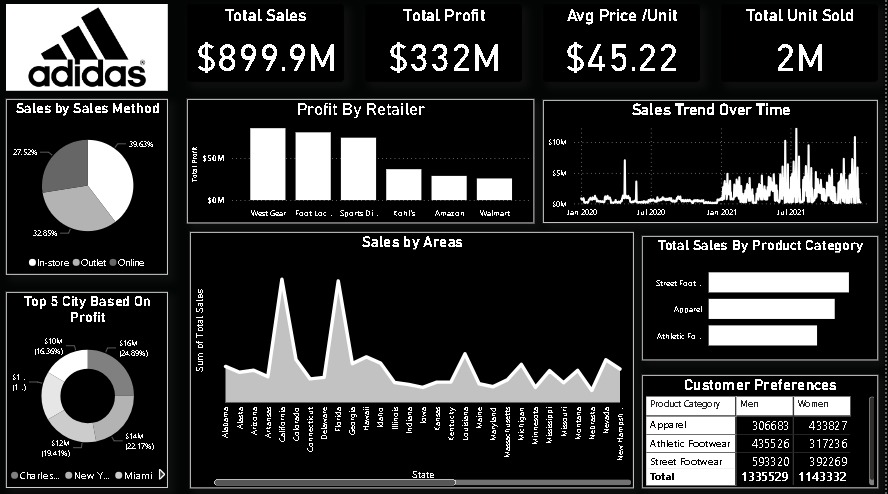 adidas
Total Sales
$899.9M
Total Profit
$332M
Avg Price /Unit
$45.22
Total Unit Sold
2M
Sales by Sales Method
39.63%
27.52%
32.85%
In-store
Outlet
Online
Profit By Retailer
Total Profit
$50M
$0M
West Gear
Foot Loc...
Sports Di...
Kohl's
Amazon
Walmart
Sales Trend Over Time
$10M
$5M
$0M
Jan 2020
Jul 2020
Jan 2021
Jul 2021
Top 5 City Based On
Profit
$10M
(16.36%)
$16M
(24.89%)
$1...
(1...)
$12M
(19.41%)
$14M
(22.17%)
Charles...
New Y...
Miami
Sales by Areas
Sum of Total Sales
Alabama
Alaska
Arizona
Arkansas
California
Colorado
Connecticut
Delaware
Florida
Georgia
Hawaii
Idaho
Illinois
Indiana
Iowa
Kansas
Kentucky
Louisiana
Maine
Maryland
Massachusetts
Michigan
Minnesota
Mississippi
Missouri
Montana
Nebraska
Nevada
New Hampsh...
State
Total Sales By Product Category
Street Foot...
Apparel
Athletic Fo...
Customer Preferences
Product Category Men Women
Apparel 306683 433827
Athletic Footwear 435526 317236
Street Footwear 593320 392269
Total 1335529 1143332